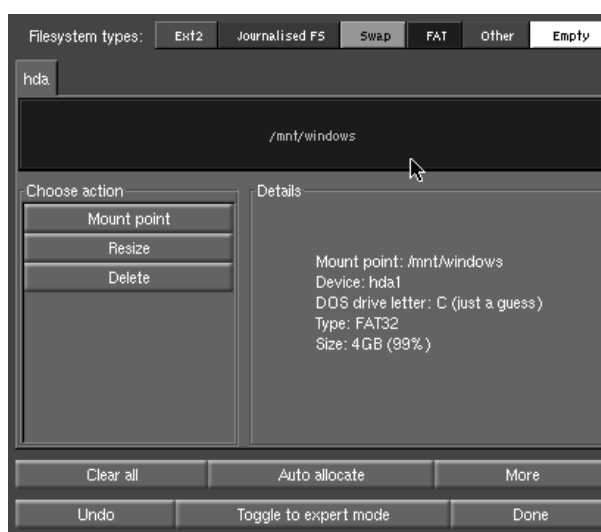 Filesystem types: Ext2 Journalised FS Swap FAT Other Empty
hda
/mnt/windows
Choose action
Mount point
Resize
Delete
Details
Mount point: /mnt/windows
Device: hda1
DOS drive letter: C (just a guess)
Type: FAT32
Size: 4GB (99%)
Clear all Auto allocate More
Undo Toggle to expert mode Done